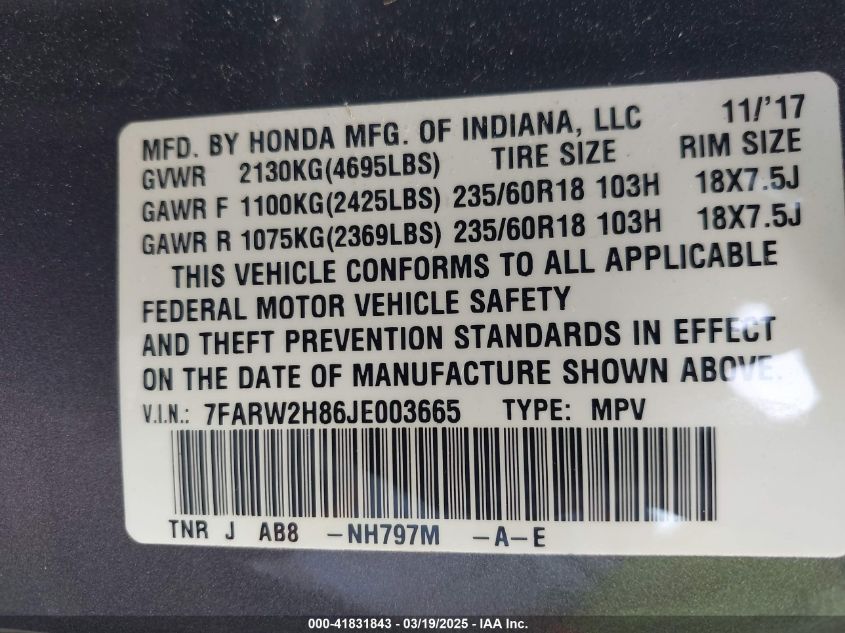 MFD. BY HONDA MFG. OF INDIANA, LLC 11/'17
GVWR 2130KG(4695LBS) TIRE SIZE RIM SIZE
GAWR F 1100KG(2425LBS) 235/60R18 103H 18X7.5J
GAWR R 1075KG(2369LBS) 235/60R18 103H 18X7.5J
THIS VEHICLE CONFORMS TO ALL APPLICABLE
FEDERAL MOTOR VEHICLE SAFETY
AND THEFT PREVENTION STANDARDS IN EFFECT
ON THE DATE OF MANUFACTURE SHOWN ABOVE.
V.I.N.: 7FARW2H86JE003665 TYPE: MPV
TNR J AB8 -NH797M -A-E
000-41831843 - 03/19/2025 - IAA Inc.